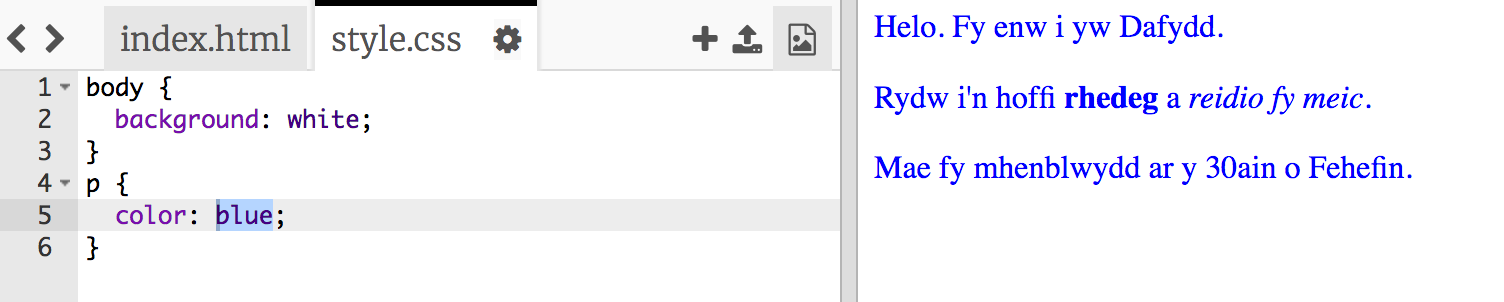 index.html style.css
1 body {
2 background: white;
3 }
4 p {
5 color: blue;
6 }
Helo. Fy enw i yw Dafydd.
Rydw i'n hoffi rhedeg a reidio fy meic.
Mae fy mhenblwydd ar y 30ain o Fehefin.